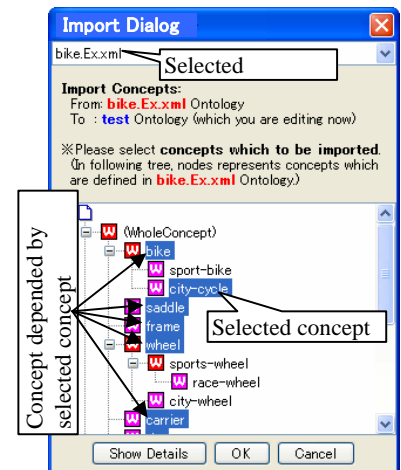 Import Dialog
bike.Ex.xml
Selected
Import Concepts:
From: bike.Ex.xml Ontology
To : test Ontology (which you are editing now)
※Please select concepts which to be imported.
(In following tree, nodes represents concepts which
are defined in bike.Ex.xml Ontology.)
Concept depended by
selected concept
W (WholeConcept)
W bike
W sport-bike
W city-cycle
W saddle
W frame
Selected concept
W wheel
W sports-wheel
W race-wheel
W city-wheel
W carrier
Show Details OK Cancel